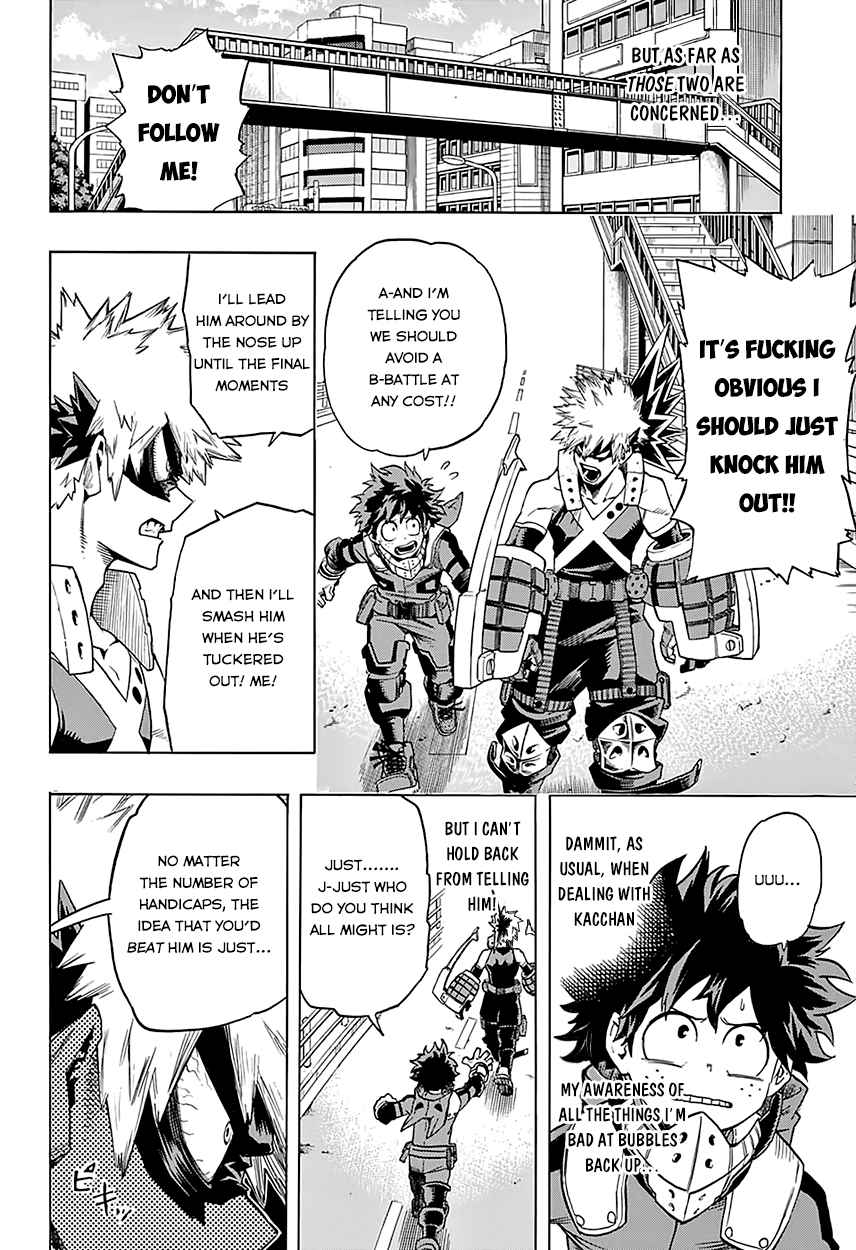 BUT AS FAR AS
THOSE TWO ARE
CONCERNED...
DON'T
FOLLOW
ME!
IT'S FUCKING
OBVIOUS I
SHOULD JUST
KNOCK HIM
OUT!!
A-AND I'M
TELLING YOU
WE SHOULD
AVOID A
B-BATTLE AT
ANY COST!!
I'LL LEAD
HIM AROUND BY
THE NOSE UP
UNTIL THE FINAL
MOMENTS
AND THEN I'LL
SMASH HIM
WHEN HE'S
TUCKERED
OUT! ME!
UUU...
DAMMIT, AS
USUAL, WHEN
DEALING WITH
KACCHAN
MY AWARENESS OF
ALL THE THINGS I'M
BAD AT BUBBLES
BACK UP...
BUT I CAN'T
HOLD BACK
FROM TELLING
HIM!
JUST.......
J-JUST WHO
DO YOU THINK
ALL MIGHT IS?
NO MATTER
THE NUMBER OF
HANDICAPS, THE
IDEA THAT YOU'D
BEAT HIM IS JUST...
ピキッ